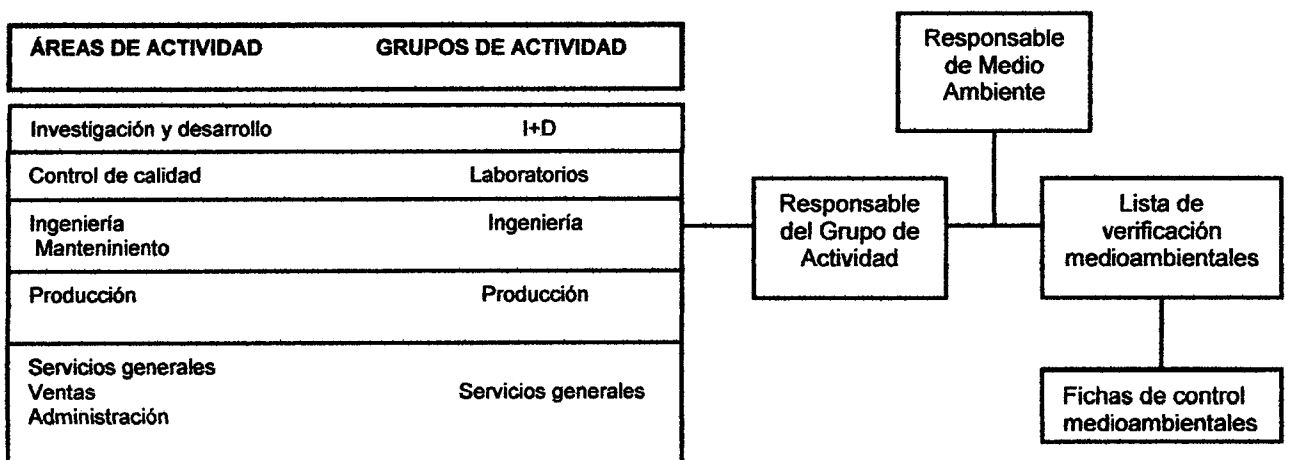 ÁREAS DE ACTIVIDAD GRUPOS DE ACTIVIDAD
Investigación y desarrollo I+D
Control de calidad Laboratorios
Ingeniería Ingeniería
Manteniniento
Producción Producción
Servicios generales
Ventas Servicios generales
Administración
Responsable
de Medio
Ambiente
Responsable
del Grupo de
Actividad
Lista de
verificación
medioambientales
Fichas de control
medioambientales